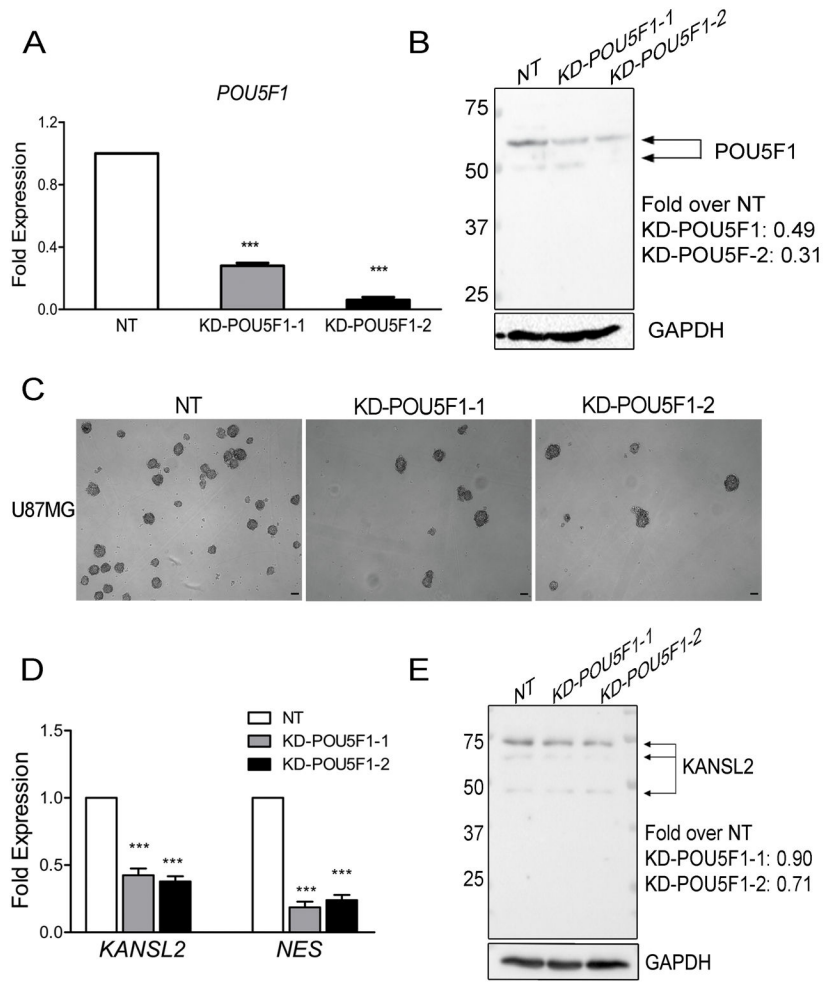 A
POU5F1
Fold Expression
1.2
0.8
0.4
0.0
***
***
NT
KD-POU5F1-1
KD-POU5F1-2
B
NT
KD-POU5F1-1
KD-POU5F1-2
75
50
37
25
POU5F1
Fold over NT
KD-POU5F1: 0.49
KD-POU5F-2: 0.31
GAPDH
C
NT
KD-POU5F1-1
KD-POU5F1-2
U87MG
D
Fold Expression
1.5
1.0
0.5
0.0
NT
KD-POU5F1-1
KD-POU5F1-2
***
***
***
***
KANSL2
NES
E
NT
KD-POU5F1-1
KD-POU5F1-2
75
50
37
25
KANSL2
Fold over NT
KD-POU5F1-1: 0.90
KD-POU5F1-2: 0.71
GAPDH